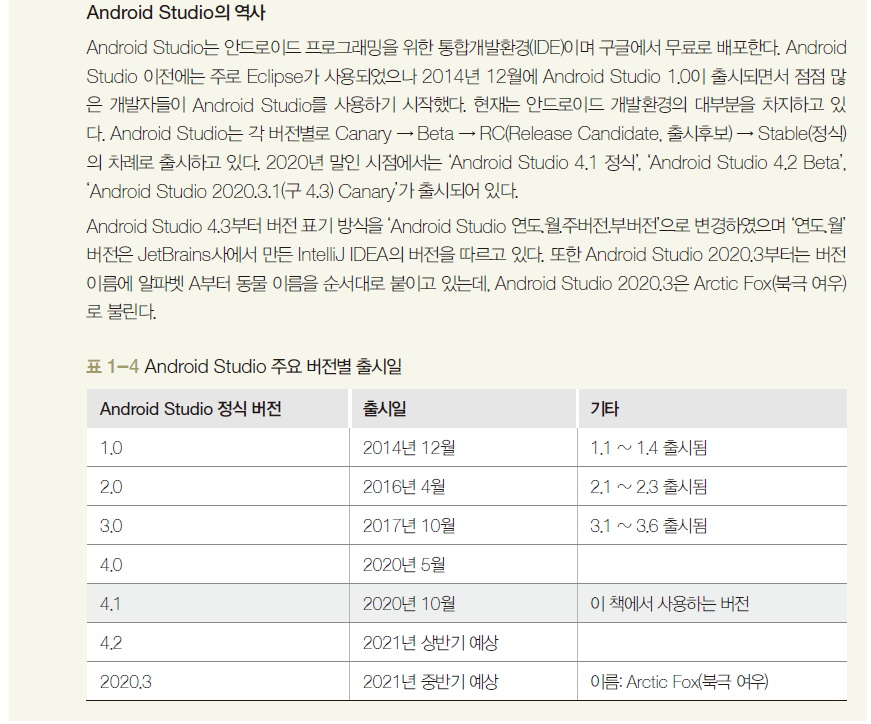 Android Studio의 역사
Android Studio는 안드로이드 프로그래밍을 위한 통합개발환경(IDE)이며 구글에서 무료로 배포한다. Android
Studio 이전에는 주로 Eclipse가 사용되었으나 2014년 12월에 Android Studio 1.0이 출시되면서 점점 많
은 개발자들이 Android Studio를 사용하기 시작했다. 현재는 안드로이드 개발환경의 대부분을 차지하고 있
다. Android Studio는 각 버전별로 Canary → Beta → RC(Release Candidate, 출시후보) → Stable(정식)
의 차례로 출시하고 있다. 2020년 말인 시점에서는 ‘Android Studio 4.1 정식’, ‘Android Studio 4.2 Beta’,
‘Android Studio 2020.3.1(구 4.3) Canary’가 출시되어 있다.
Android Studio 4.3부터 버전 표기 방식을 ‘Android Studio 연도.월.주버전.부버전’으로 변경하였으며 ‘연도.월’
버전은 JetBrains사에서 만든 IntelliJ IDEA의 버전을 따르고 있다. 또한 Android Studio 2020.3부터는 버전
이름에 알파벳 A부터 동물 이름을 순서대로 붙이고 있는데, Android Studio 2020.3은 Arctic Fox(북극 여우)
로 불린다.
표 1-4 Android Studio 주요 버전별 출시일
Android Studio 정식 버전 출시일 기타
1.0 2014년 12월 1.1 ~ 1.4 출시됨
2.0 2016년 4월 2.1 ~ 2.3 출시됨
3.0 2017년 10월 3.1 ~ 3.6 출시됨
4.0 2020년 5월
4.1 2020년 10월 이 책에서 사용하는 버전
4.2 2021년 상반기 예상
2020.3 2021년 중반기 예상 이름: Arctic Fox(북극 여우)